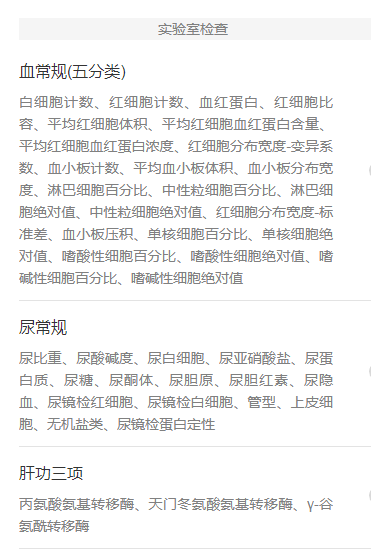 实验室检查
血常规(五分类)
白细胞计数、红细胞计数、血红蛋白、红细胞比
容、平均红细胞体积、平均红细胞血红蛋白含量、
平均红细胞血红蛋白浓度、红细胞分布宽度-变异系
数、血小板计数、平均血小板体积、血小板分布宽
度、淋巴细胞百分比、中性粒细胞百分比、淋巴细
胞绝对值、中性粒细胞绝对值、红细胞分布宽度-标
准差、血小板压积、单核细胞百分比、单核细胞绝
对值、嗜酸性细胞百分比、嗜酸性细胞绝对值、嗜
碱性细胞百分比、嗜碱性细胞绝对值
尿常规
尿比重、尿酸碱度、尿白细胞、尿亚硝酸盐、尿蛋
白质、尿糖、尿酮体、尿胆原、尿胆红素、尿隐
血、尿镜检红细胞、尿镜检白细胞、管型、上皮细
胞、无机盐类、尿镜检蛋白定性
肝功三项
丙氨酸氨基转移酶、天门冬氨酸氨基转移酶、γ-谷
氨酰转移酶